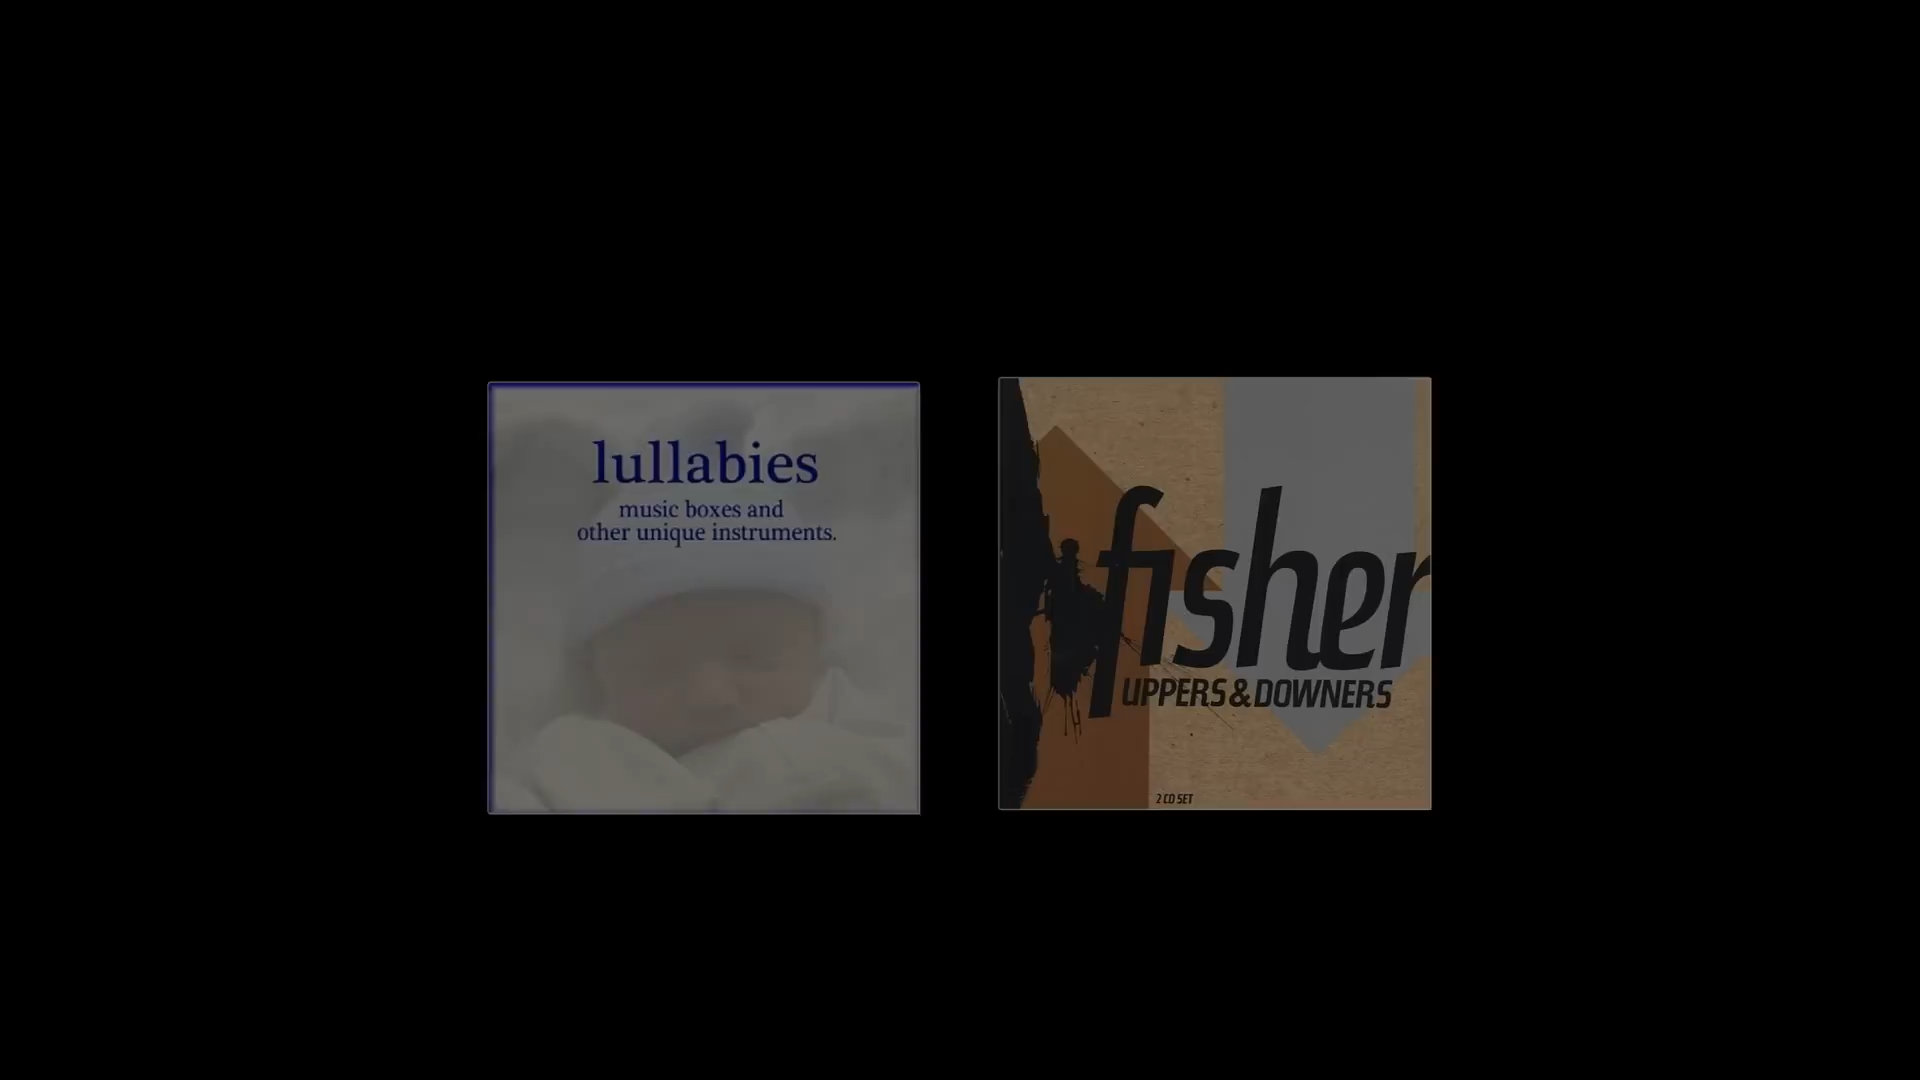 lullabies
music boxes and
other unique instruments.
fisher
UPPERS & DOWNERS
2 CD SET